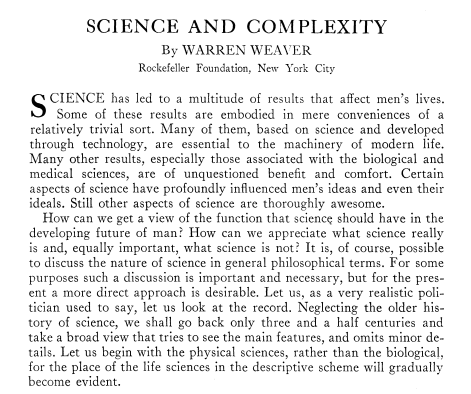 SCIENCE AND COMPLEXITY
By WARREN WEAVER
Rockefeller Foundation, New York City
SCIENCE has led to a multitude of results that affect men's lives.
Some of these results are embodied in mere conveniences of a
relatively trivial sort. Many of them, based on science and developed
through technology, are essential to the machinery of modern life.
Many other results, especially those associated with the biological and
medical sciences, are of unquestioned benefit and comfort. Certain
aspects of science have profoundly influenced men's ideas and even their
ideals. Still other aspects of science are thoroughly awesome.
How can we get a view of the function that science should have in the
developing future of man? How can we appreciate what science really
is and, equally important, what science is not? It is, of course, possible
to discuss the nature of science in general philosophical terms. For some
purposes such a discussion is important and necessary, but for the pres-
ent a more direct approach is desirable. Let us, as a very realistic poli-
tician used to say, let us look at the record. Neglecting the older his-
tory of science, we shall go back only three and a half centuries and
take a broad view that tries to see the main features, and omits minor de-
tails. Let us begin with the physical sciences, rather than the biological,
for the place of the life sciences in the descriptive scheme will gradually
become evident.